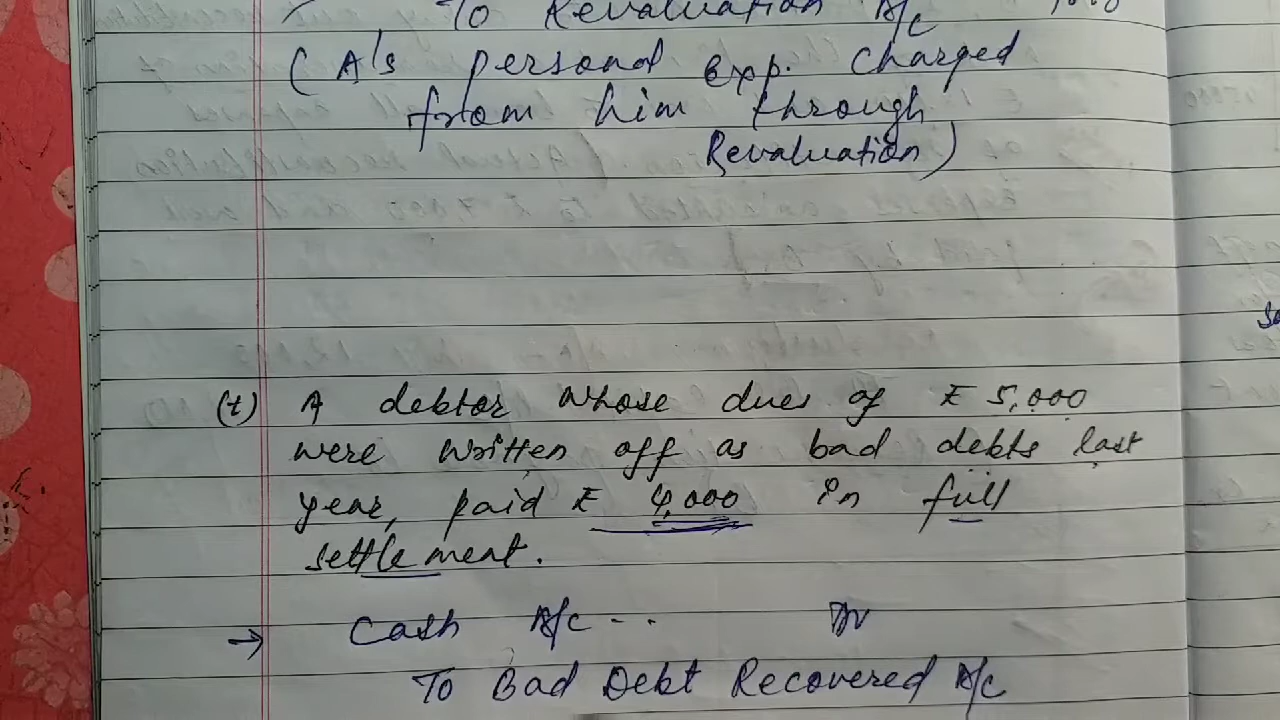 To Revaluation A/c
( A's personal Exp. charged
from him through
Revaluation)
(t) A debtor whose dues of ₹ 5,000
were written off as bad debts last
year, paid ₹ 4,000 in full
settlement.
→ Cash A/c -.. Dr
To Bad Debt Recovered A/c